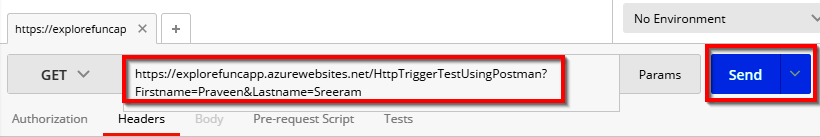 https://explorefuncap
No Environment
GET
https://explorefuncapp.azurewebsites.net/HttpTriggerTestUsingPostman?
Firstname=Praveen&Lastname=Sreeram
Params
Send
Authorization Headers Body Pre-request Script Tests